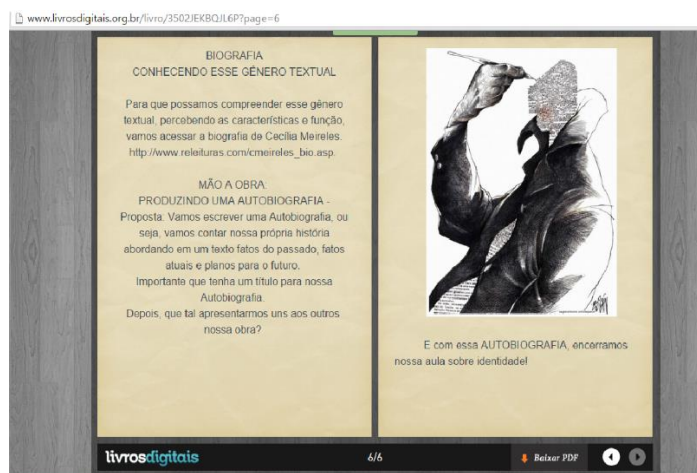 www.livrosdigitais.org.br/livro/3502JEKBQJL6P?page=6
BIOGRAFIA
CONHECENDO ESSE GÊNERO TEXTUAL
Para que possamos compreender esse gênero
textual, percebendo as características e função,
vamos acessar a biografia de Cecília Meireles.
http://www.releituras.com/cmeireles_bio.asp.
MÃO A OBRA:
PRODUZINDO UMA AUTOBIOGRAFIA -
Proposta: Vamos escrever uma Autobiografia, ou
seja, vamos contar nossa própria história
abordando em um texto fatos do passado, fatos
atuais e planos para o futuro.
Importante que tenha um título para nossa
Autobiografia.
Depois, que tal apresentarmos uns aos outros
nossa obra?
E com essa AUTOBIOGRAFIA, encerramos
nossa aula sobre identidade!
livrosdigitais
6/6
Baixar PDF